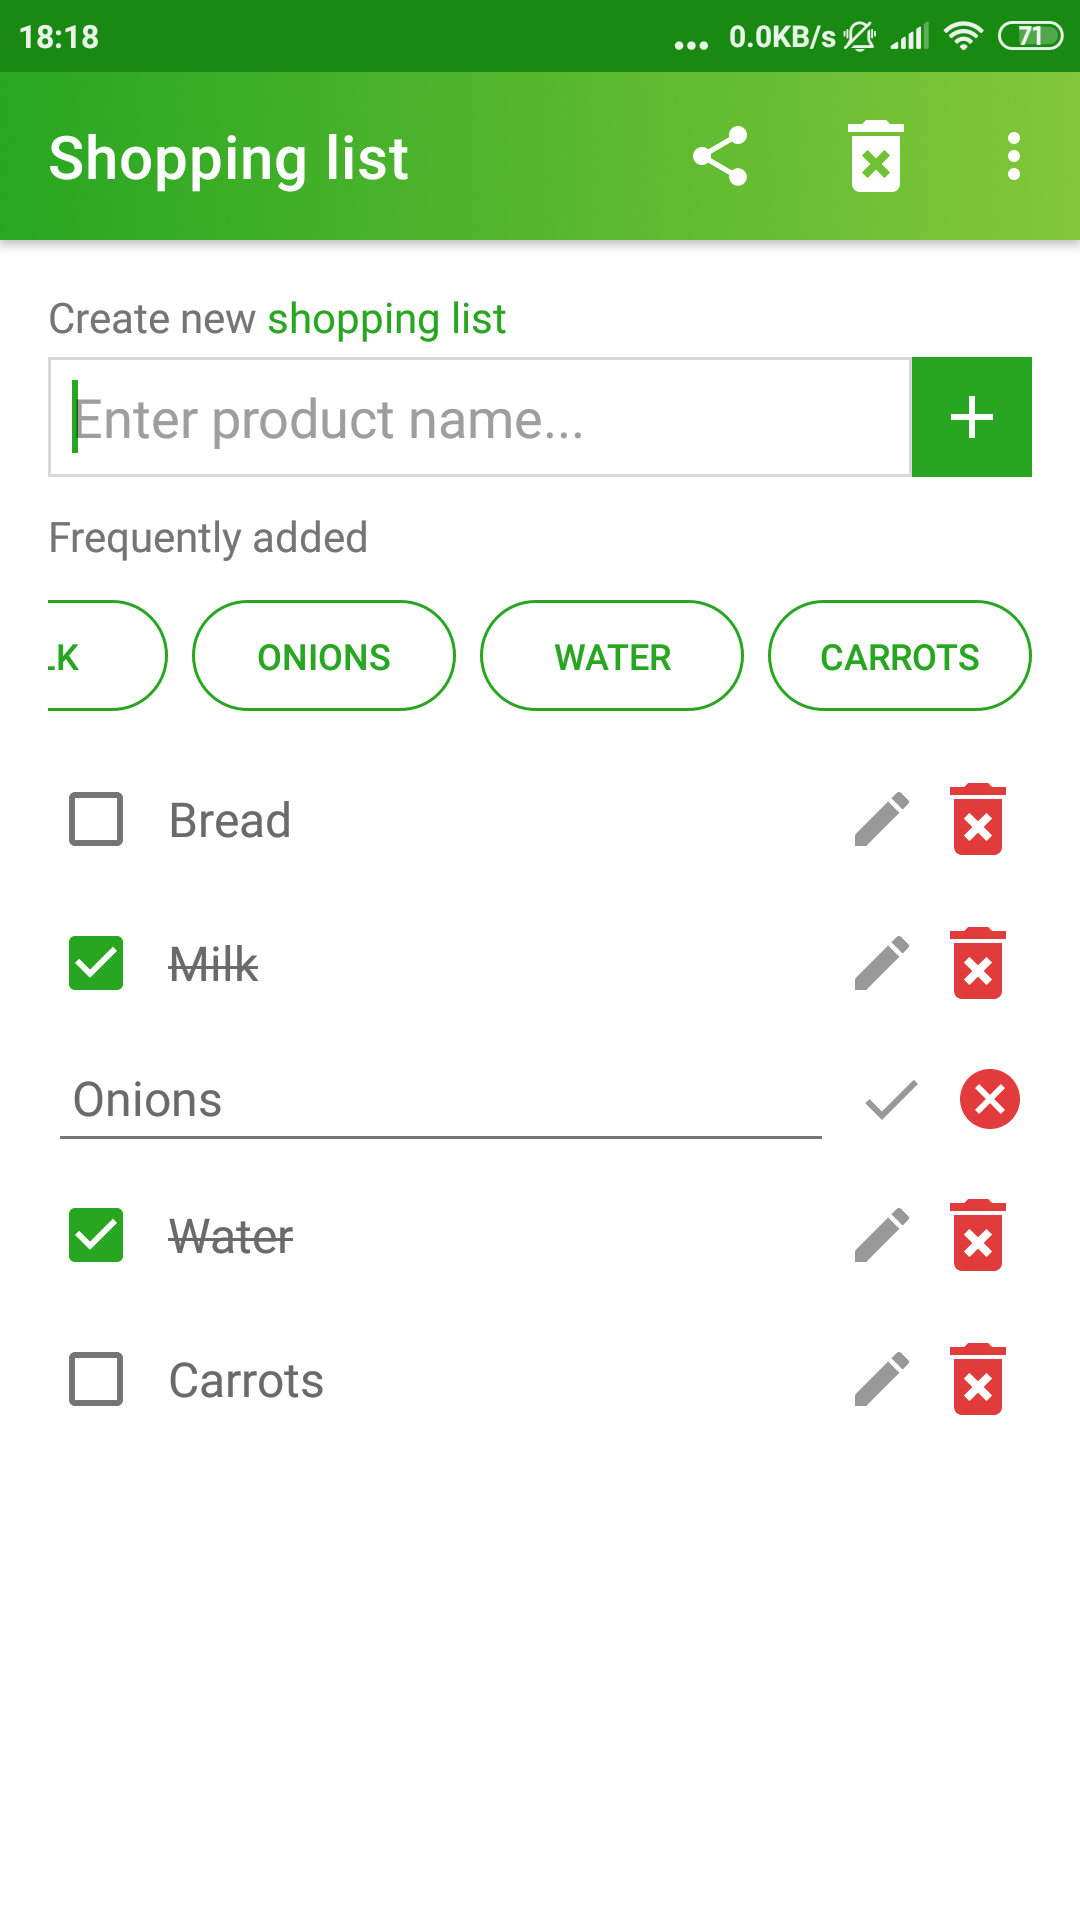 18:18 ... 0.0KB/s 71
Shopping list
Create new shopping list
Enter product name...
Frequently added
LK ONIONS WATER CARROTS
Bread
Milk
Onions
Water
Carrots